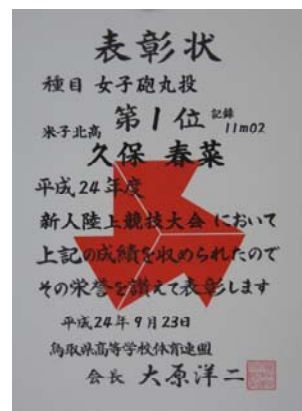 表彰状
種目 女子砲丸投
米子北高 第1位 記録 11m02
久保 春菜
平成24年度
新人陸上競技大会 において
上記の成績を収められたので
その栄誉を讃えて表彰します
平成24年9月23日
鳥取県高等学校体育連盟
会長 大原洋二